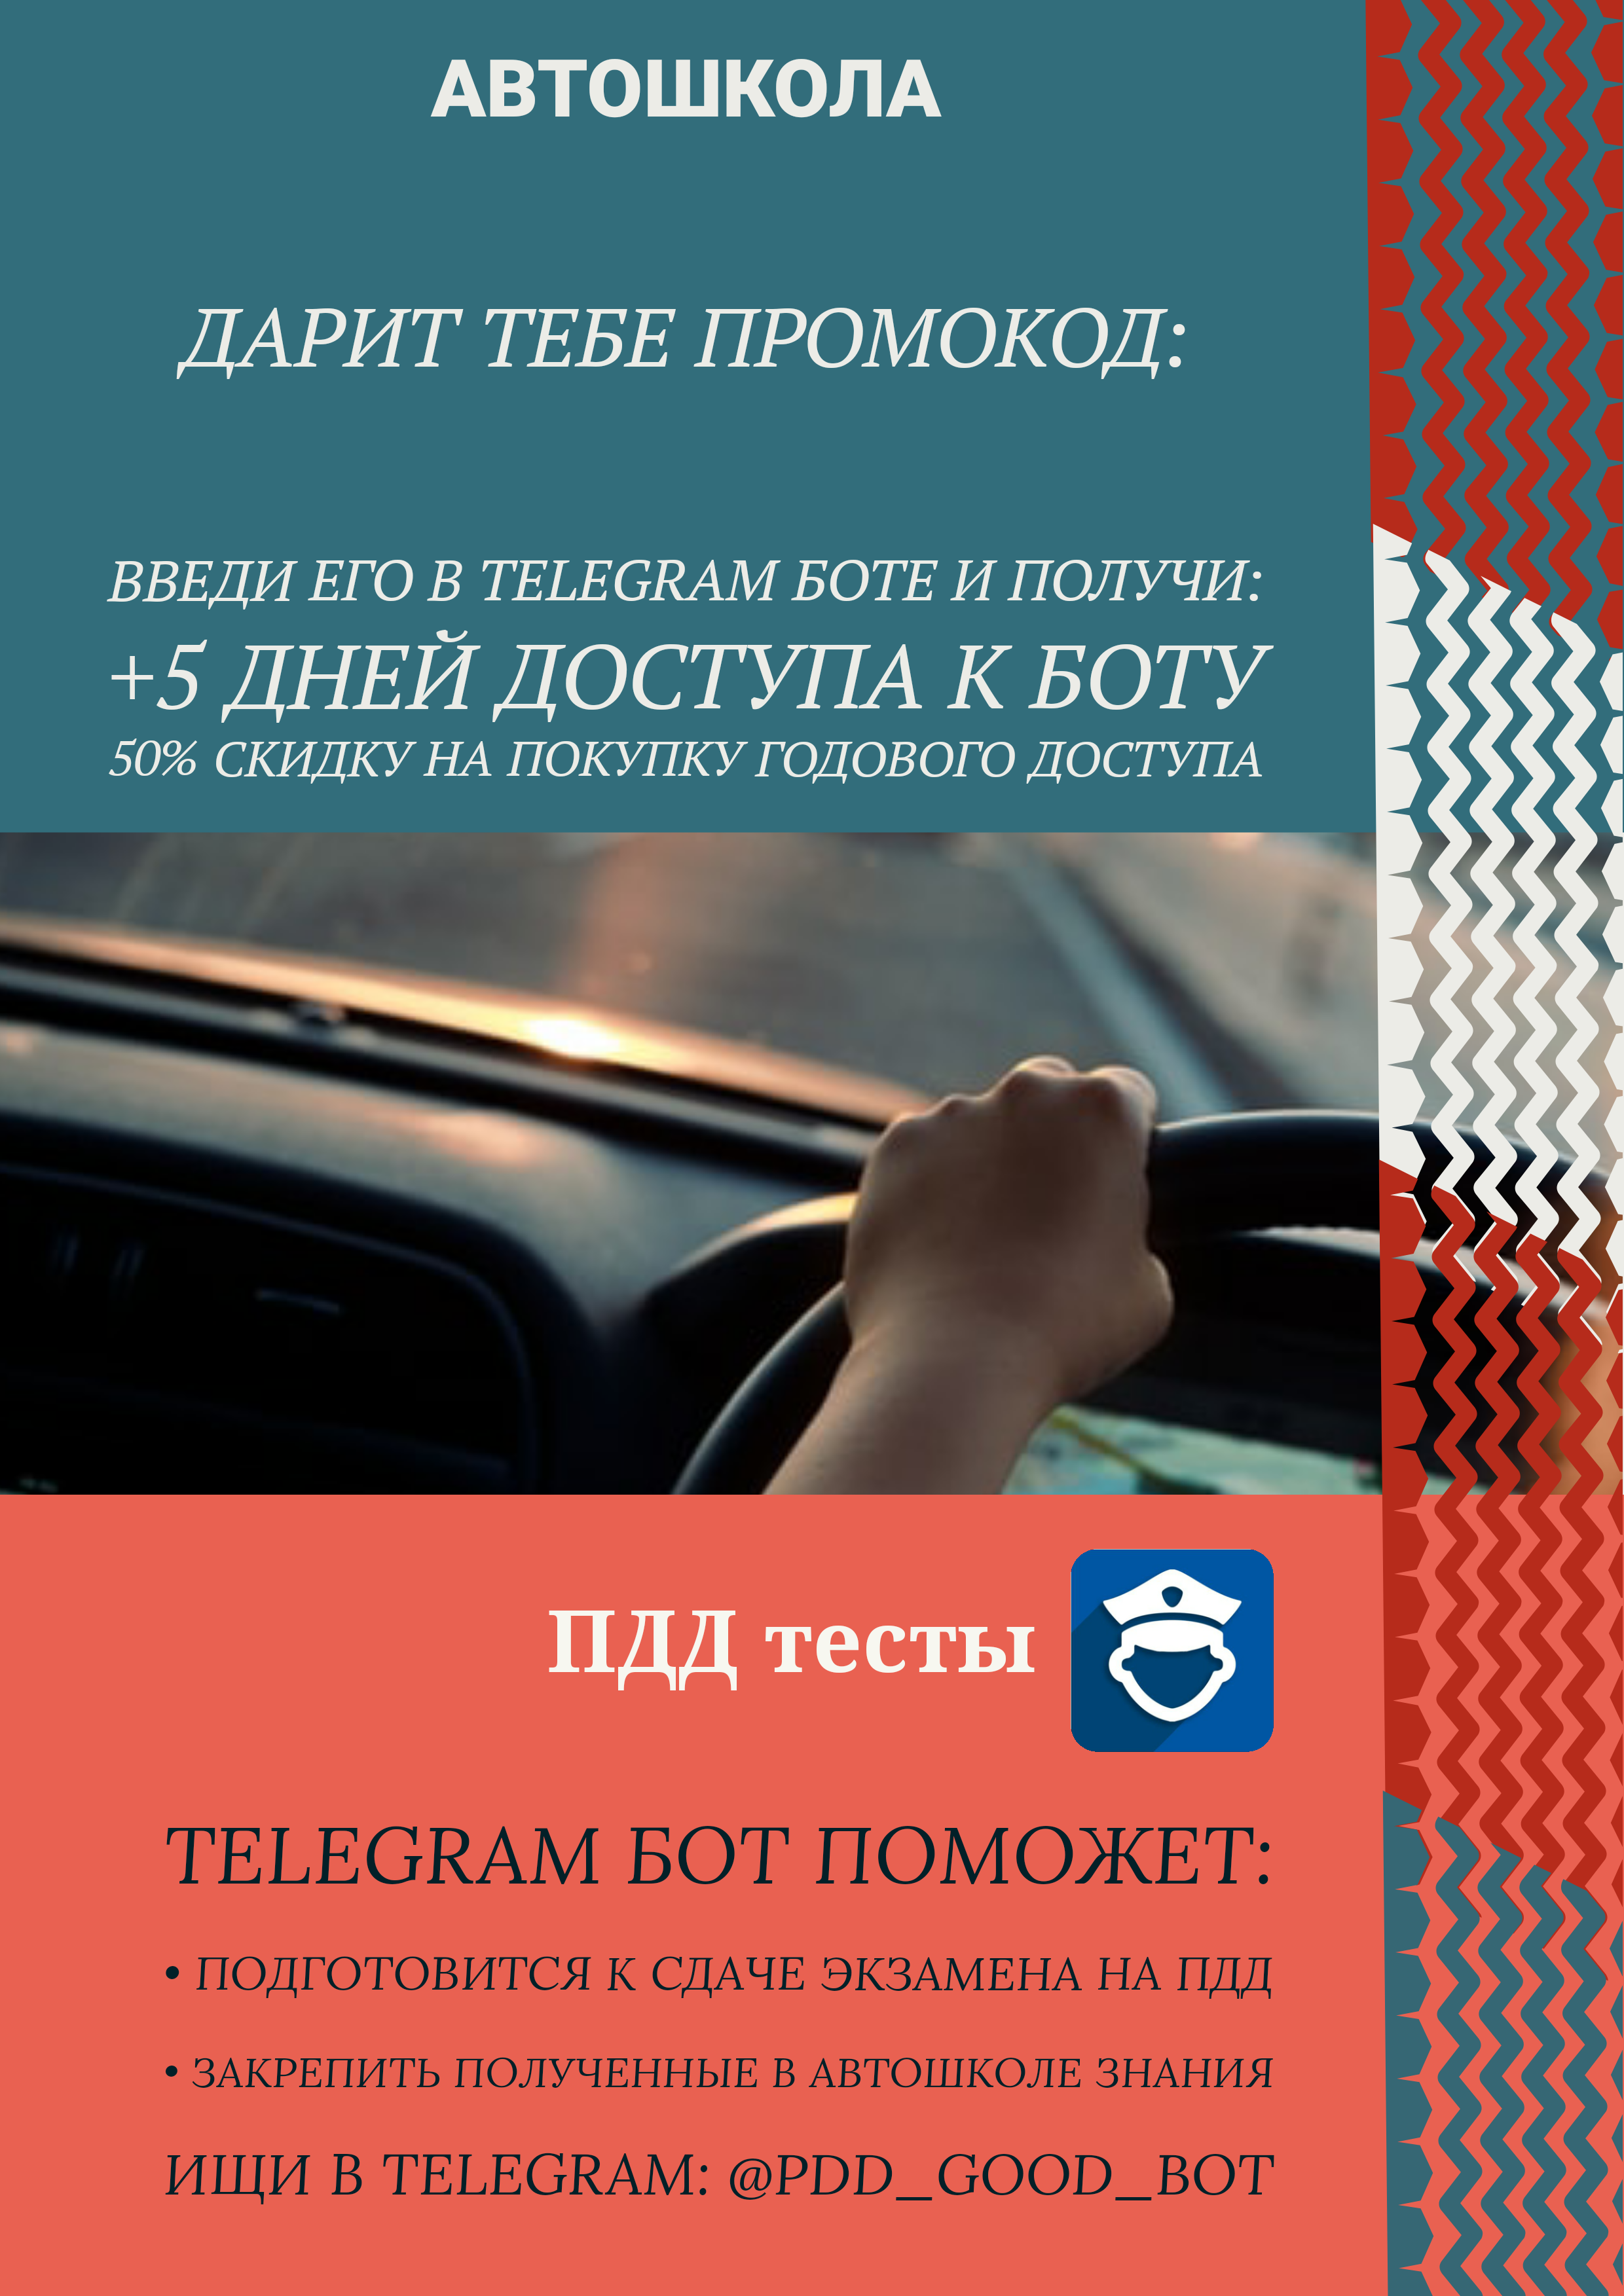 АВТОШКОЛА
ДАРИТ ТЕБЕ ПРОМОКОД:
ВВЕДИ ЕГО В TELEGRAM БОТЕ И ПОЛУЧИ:
+5 ДНЕЙ ДОСТУПА К БОТУ
50% СКИДКУ НА ПОКУПКУ ГОДОВОГО ДОСТУПА
ПДД тесты
TELEGRAM БОТ ПОМОЖЕТ:
• ПОДГОТОВИТСЯ К СДАЧЕ ЭКЗАМЕНА НА ПДД
• ЗАКРЕПИТЬ ПОЛУЧЕННЫЕ В АВТОШКОЛЕ ЗНАНИЯ
ИЩИ В TELEGRAM: @PDD_GOOD_BOT